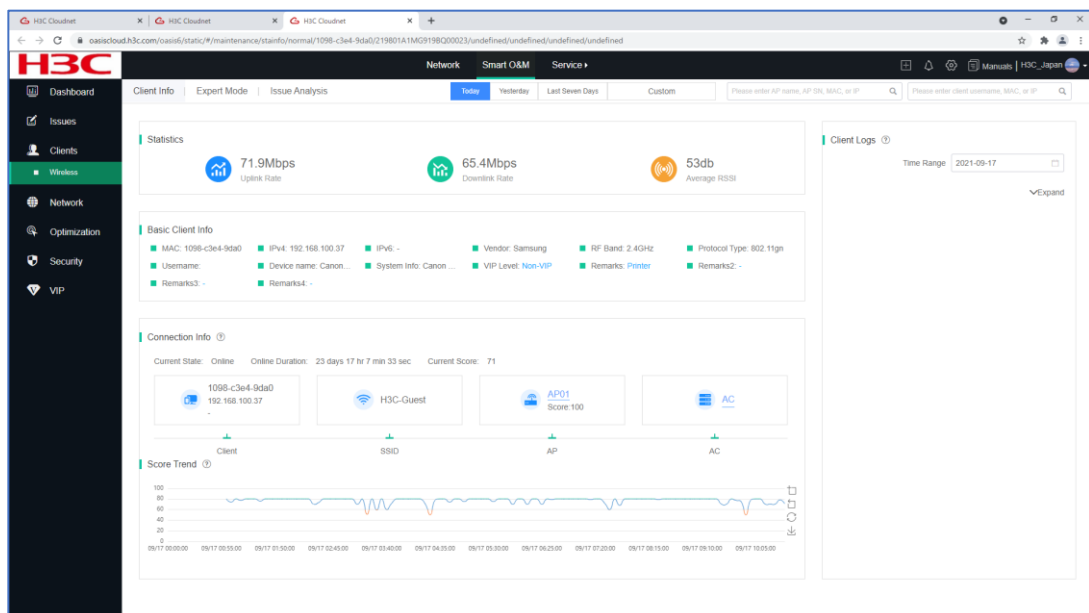 H3C Cloudnet
H3C Cloudnet
H3C Cloudnet
oasiscloud.h3c.com/oasis6/static/#/maintenance/stainfo/normal/1098-c3e4-9da0/219801A1MG919BQ00023/undefined/undefined/undefined/undefined
H3C
Network Smart O&M Service
Manuals | H3C_Japan
Dashboard
Issues
Clients
Wireless
Network
Optimization
Security
VIP
Client Info | Expert Mode | Issue Analysis
Today Yesterday Last Seven Days Custom
Please enter AP name, AP SN, MAC, or IP
Please enter client username, MAC, or IP
Statistics
71.9Mbps
Uplink Rate
65.4Mbps
Downlink Rate
53db
Average RSSI
Basic Client Info
MAC: 1098-c3e4-9da0 IPv4: 192.168.100.37 IPv6: - Vendor: Samsung RF Band: 2.4GHz Protocol Type: 802.11gn
Username: Device name: Canon... System Info: Canon ... VIP Level: Non-VIP Remarks: Printer Remarks2: -
Remarks3: - Remarks4: -
Connection Info
Current State: Online Online Duration: 23 days 17 hr 7 min 33 sec Current Score: 71
1098-c3e4-9da0
192.168.100.37
-
H3C-Guest
AP01
Score:100
AC
Client SSID AP AC
Score Trend
100
80
60
40
20
0
09/17 00:00:00 09/17 00:55:00 09/17 01:50:00 09/17 02:45:00 09/17 03:40:00 09/17 04:35:00 09/17 05:30:00 09/17 06:25:00 09/17 07:20:00 09/17 08:15:00 09/17 09:10:00 09/17 10:05:00
Client Logs
Time Range 2021-09-17
Expand